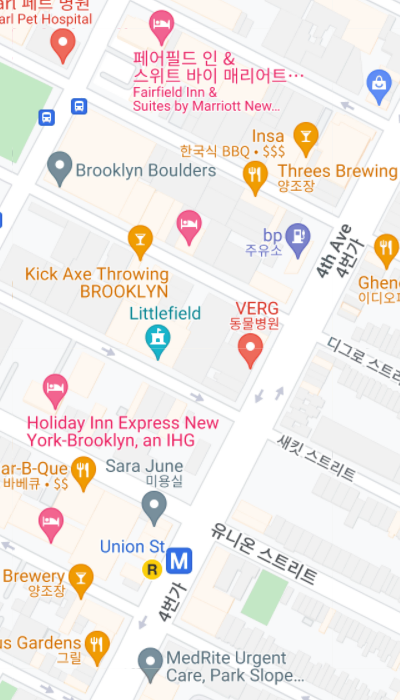 페트 병원
arl Pet Hospital
페어필드 인 &
스위트 바이 매리어트…
Fairfield Inn &
Suites by Marriott New...
Insa
한국식 BBQ • $$$
Brooklyn Boulders
Threes Brewing
양조장
bp
주유소
4th Ave
4번가
Kick Axe Throwing
BROOKLYN
이디오피
Littlefield
VERG
동물병원
디그로 스트리
Holiday Inn Express New
York-Brooklyn, an IHG
새킷 스트리트
ar-B-Que
바베큐 • $$
Sara June
미용실
Union St
M
R
유니온 스트리트
Brewery
양조장
4번가
us Gardens
그릴
MedRite Urgent
Care, Park Slope...